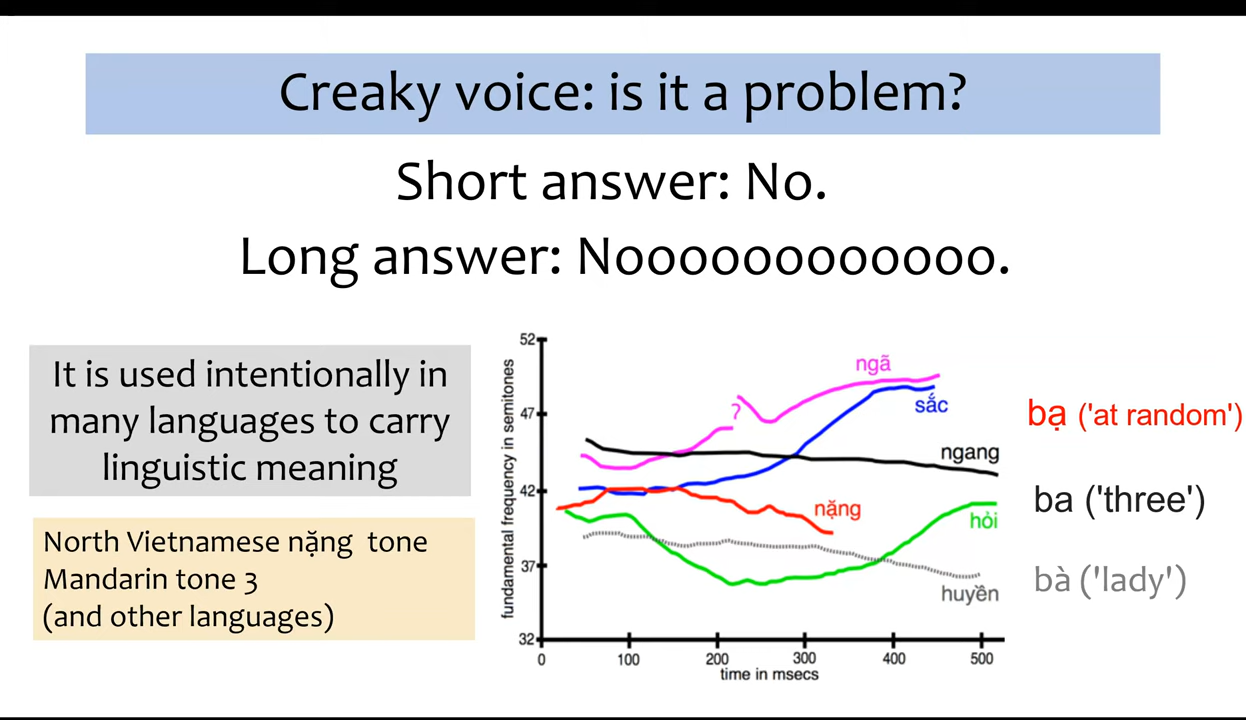 Creaky voice: is it a problem?
Short answer: No.
Long answer: Noooooooooooo.
It is used intentionally in
many languages to carry
linguistic meaning
North Vietnamese nặng tone
Mandarin tone 3
(and other languages)
fundamental frequency in semitones
52
47
42
37
32
0
100
200
300
400
500
time in msecs
ngã
?
sắc
ngang
nặng
hỏi
huyền
bạ ('at random')
ba ('three')
bà ('lady')